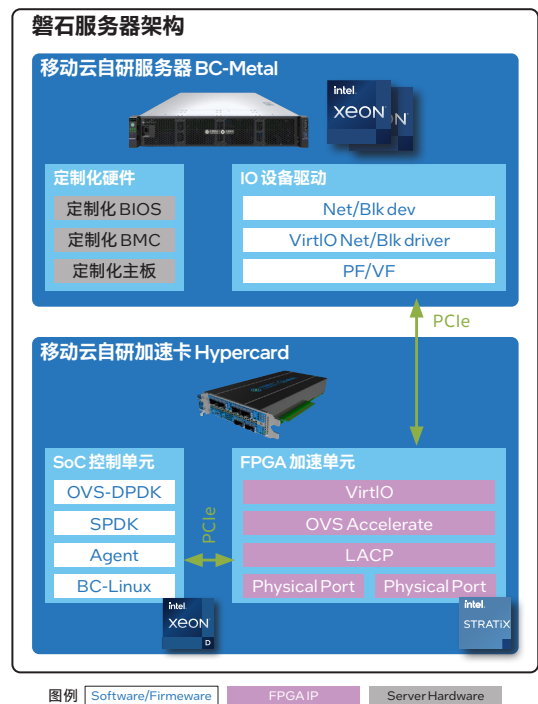 磐石服务器架构
移动云自研服务器 BC-Metal
intel
XEON
N
定制化硬件
定制化 BIOS
定制化 BMC
定制化主板
IO 设备驱动
Net/Blk dev
VirtIO Net/Blk driver
PF/VF
PCIe
移动云自研加速卡 Hypercard
SoC 控制单元
OVS-DPDK
SPDK
Agent
BC-Linux
intel
XEON
D
PCIe
FPGA 加速单元
VirtIO
OVS Accelerate
LACP
Physical Port Physical Port
intel
STRATIX
图例 Software/Firmeware FPGA IP Server Hardware